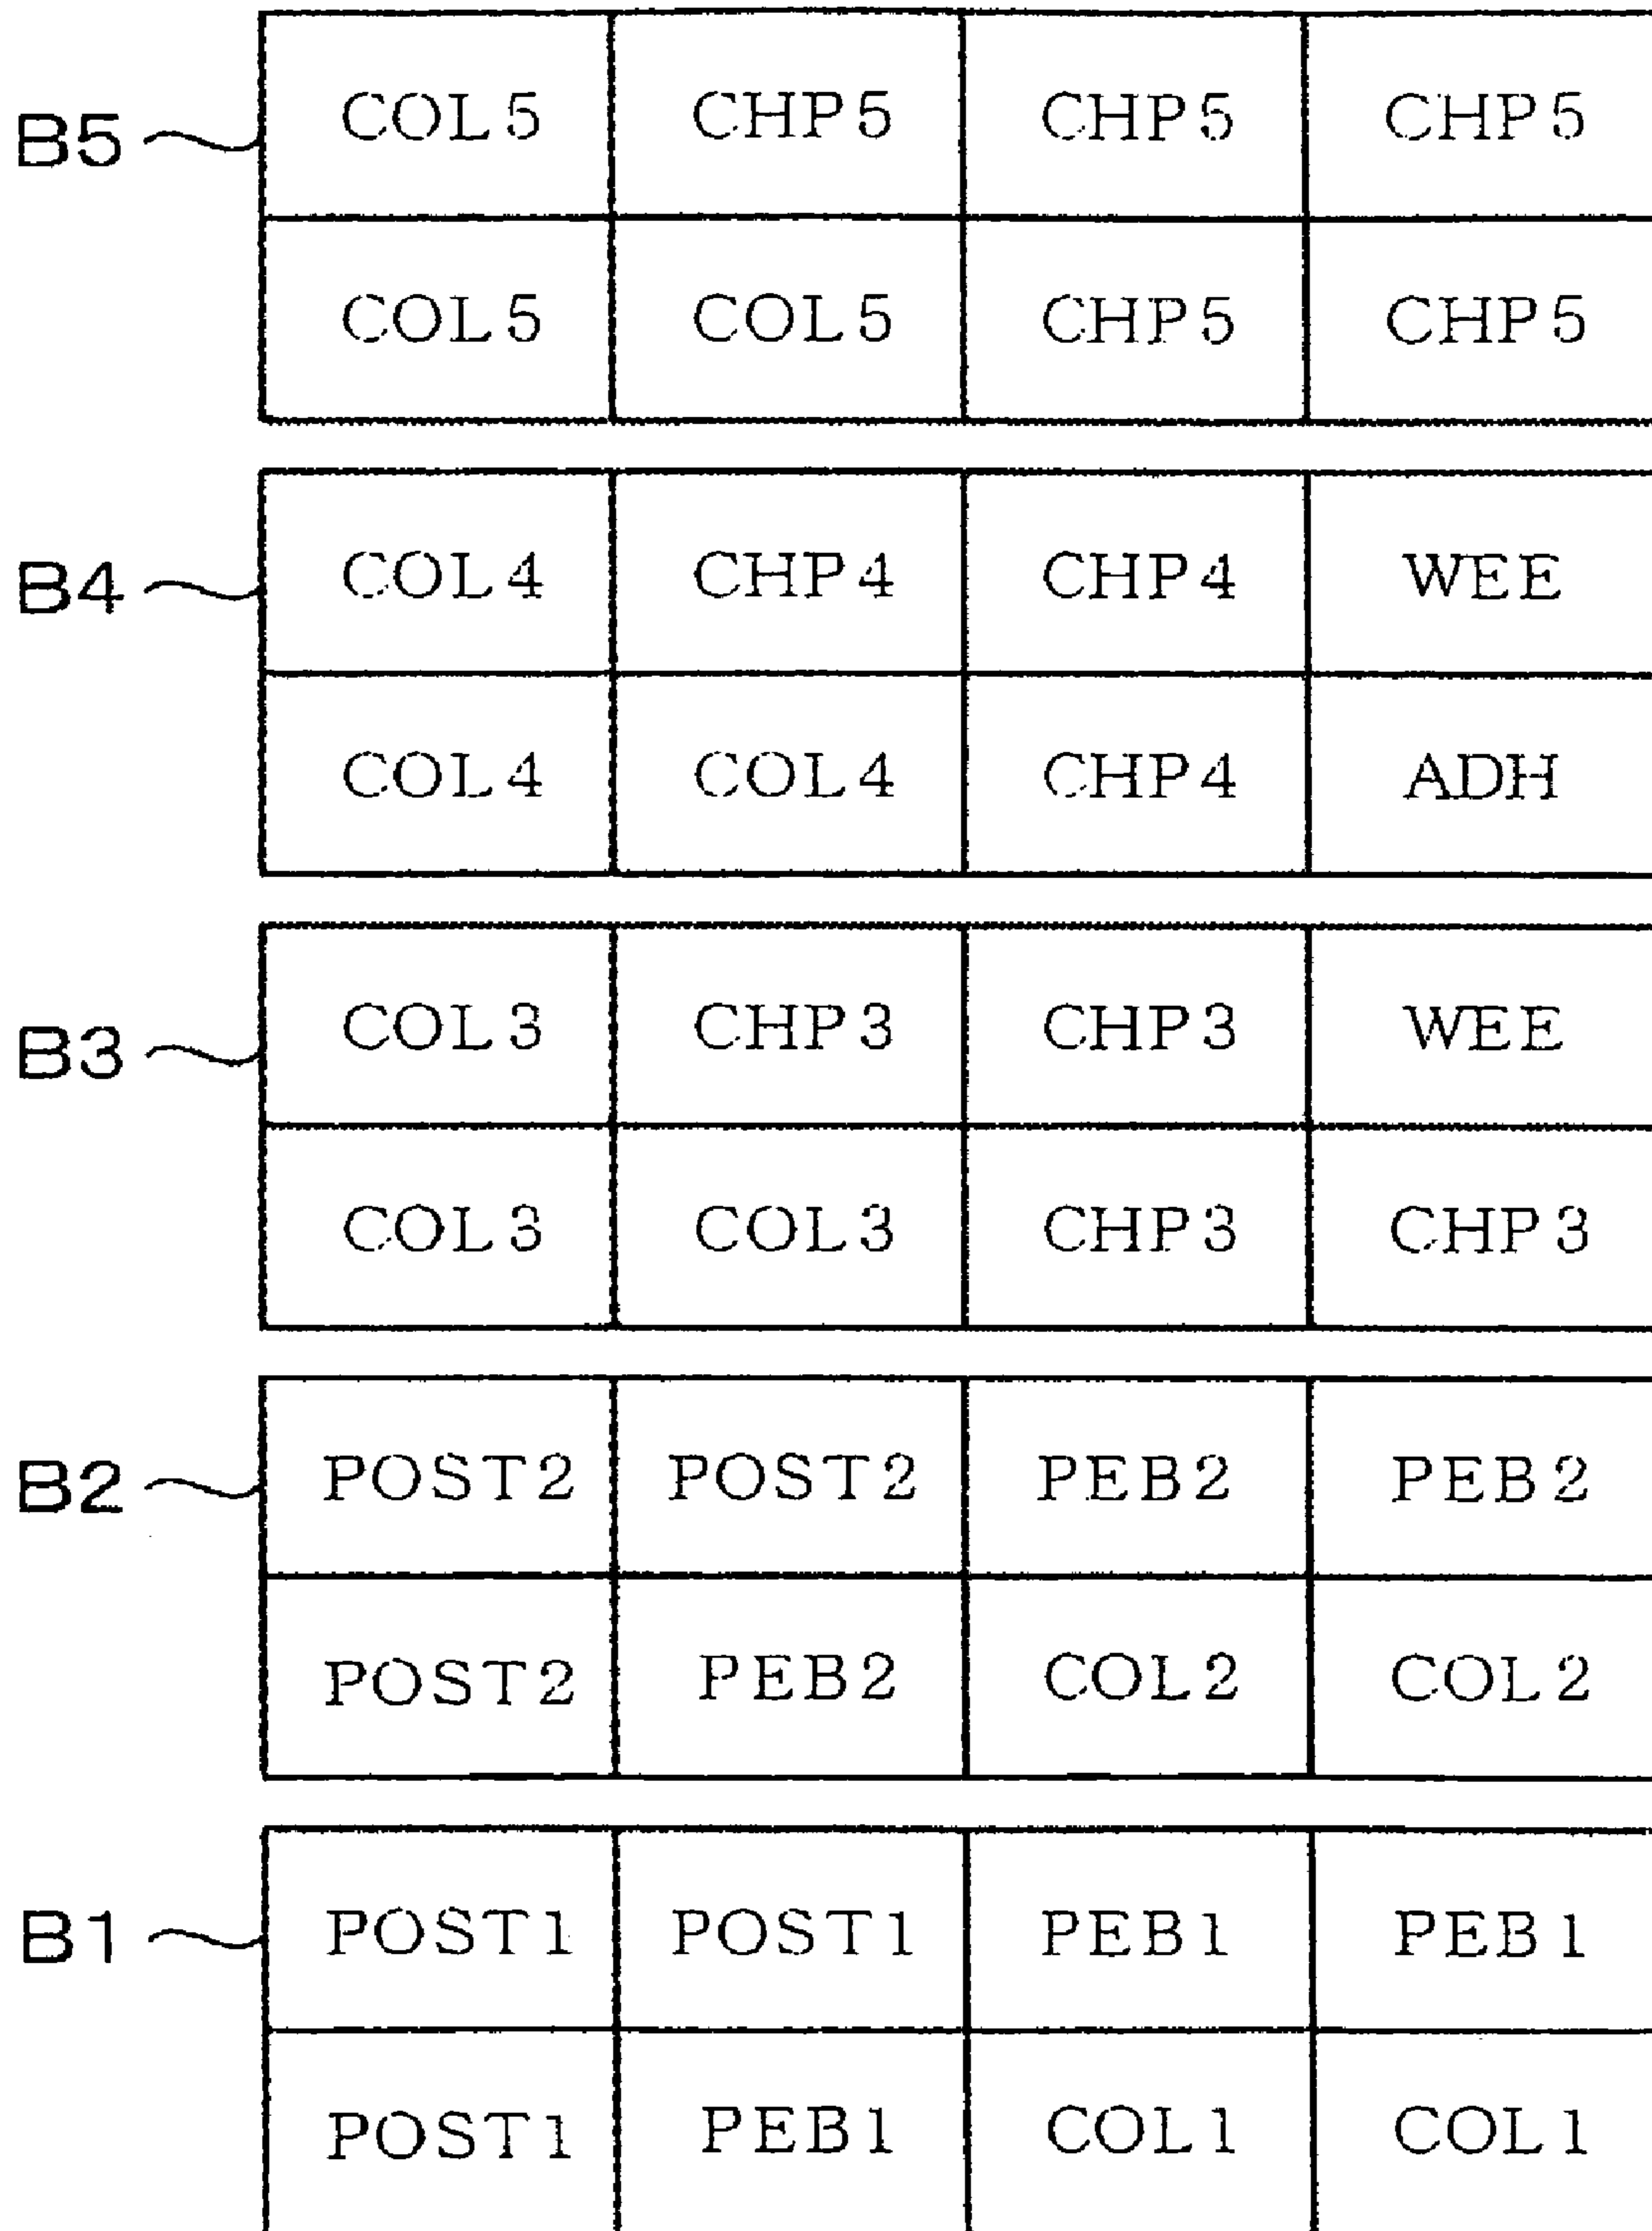 COL5 CHP5 CHP5 CHP5
B5
COL5 COL5 CHP5 CHP5
COL4 CHP4 CHP4 WEE
B4
COL4 COL4 CHP4 ADH
COL3 CHP3 CHP3 WEE
B3
COL3 COL3 CHP3 CHP3
POST2 POST2 PEB2 PEB2
B2
POST2 PEB2 COL2 COL2
POST1 POST1 PEB1 PEB1
B1
POST1 PEB1 COL1 COL1